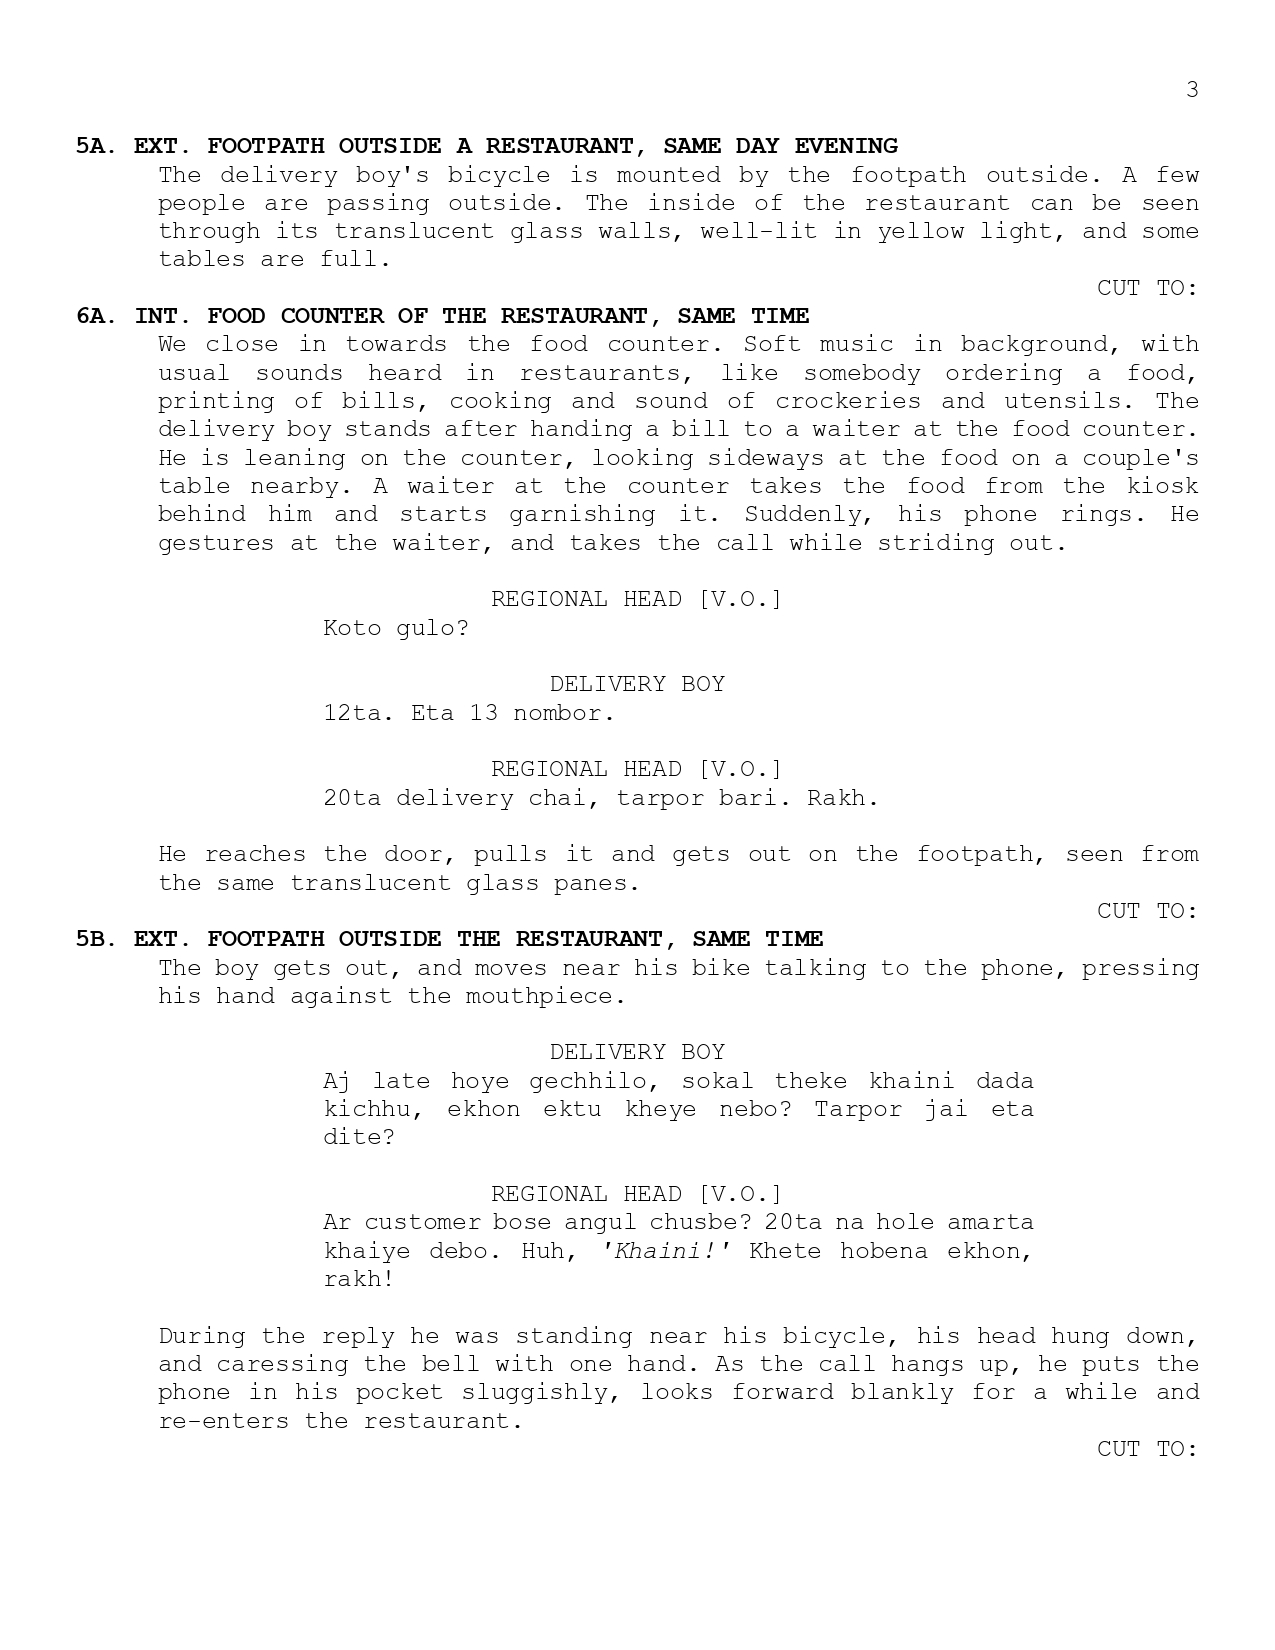 3
5A. EXT. FOOTPATH OUTSIDE A RESTAURANT, SAME DAY EVENING
The delivery boy's bicycle is mounted by the footpath outside. A few
people are passing outside. The inside of the restaurant can be seen
through its translucent glass walls, well-lit in yellow light, and some
tables are full.
CUT TO:
6A. INT. FOOD COUNTER OF THE RESTAURANT, SAME TIME
We close in towards the food counter. Soft music in background, with
usual sounds heard in restaurants, like somebody ordering a food,
printing of bills, cooking and sound of crockeries and utensils. The
delivery boy stands after handing a bill to a waiter at the food counter.
He is leaning on the counter, looking sideways at the food on a couple's
table nearby. A waiter at the counter takes the food from the kiosk
behind him and starts garnishing it. Suddenly, his phone rings. He
gestures at the waiter, and takes the call while striding out.
REGIONAL HEAD [V.O.]
Koto gulo?
DELIVERY BOY
12ta. Eta 13 nombor.
REGIONAL HEAD [V.O.]
20ta delivery chai, tarpor bari. Rakh.
He reaches the door, pulls it and gets out on the footpath, seen from
the same translucent glass panes.
CUT TO:
5B. EXT. FOOTPATH OUTSIDE THE RESTAURANT, SAME TIME
The boy gets out, and moves near his bike talking to the phone, pressing
his hand against the mouthpiece.
DELIVERY BOY
Aj late hoye gechhilo, sokal theke khaini dada
kichhu, ekhon ektu kheye nebo? Tarpor jai eta
dite?
REGIONAL HEAD [V.O.]
Ar customer bose angul chusbe? 20ta na hole amarta
khaiye debo. Huh, 'Khaini!' Khete hobena ekhon,
rakh!
During the reply he was standing near his bicycle, his head hung down,
and caressing the bell with one hand. As the call hangs up, he puts the
phone in his pocket sluggishly, looks forward blankly for a while and
re-enters the restaurant.
CUT TO: